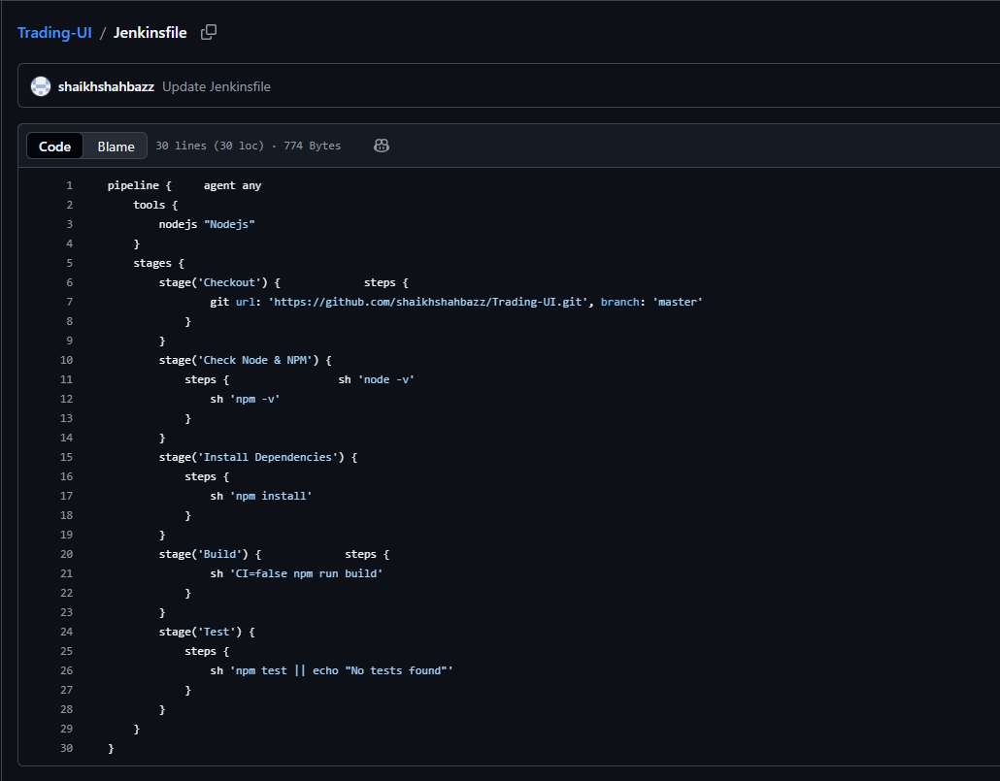 Trading-UI / Jenkinsfile
shaikhshahbazz Update Jenkinsfile
Code Blame 30 lines (30 loc) · 774 Bytes
1 pipeline {     agent any
2     tools {
3         nodejs "Nodejs"
4     }
5     stages {
6         stage('Checkout') {             steps {
7                 git url: 'https://github.com/shaikhshahbazz/Trading-UI.git', branch: 'master'
8             }
9         }
10         stage('Check Node & NPM') {
11             steps {                 sh 'node -v'
12                 sh 'npm -v'
13             }
14         }
15         stage('Install Dependencies') {
16             steps {
17                 sh 'npm install'
18             }
19         }
20         stage('Build') {             steps {
21                 sh 'CI=false npm run build'
22             }
23         }
24         stage('Test') {
25             steps {
26                 sh 'npm test || echo "No tests found"'
27             }
28         }
29     }
30 }